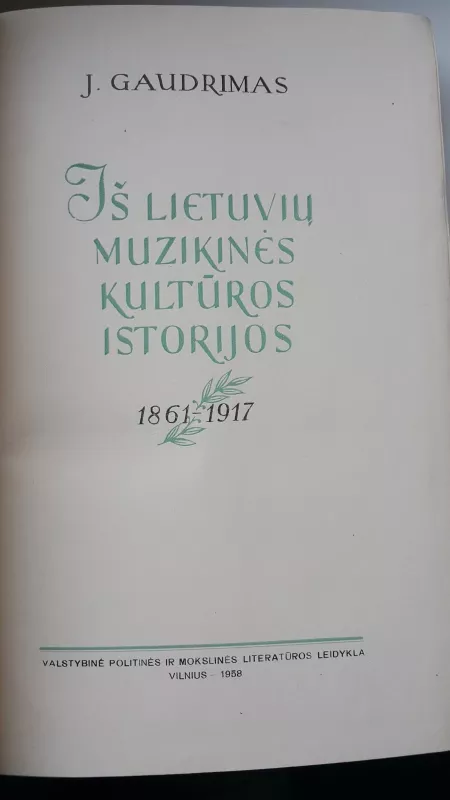 J. GAUDRIMAS
IŠ LIETUVIŲ
MUZIKINĖS
KULTŪROS
ISTORIJOS
1861–1917
VALSTYBINĖ POLITINĖS IR MOKSLINĖS LITERATŪROS LEIDYKLA
VILNIUS – 1958